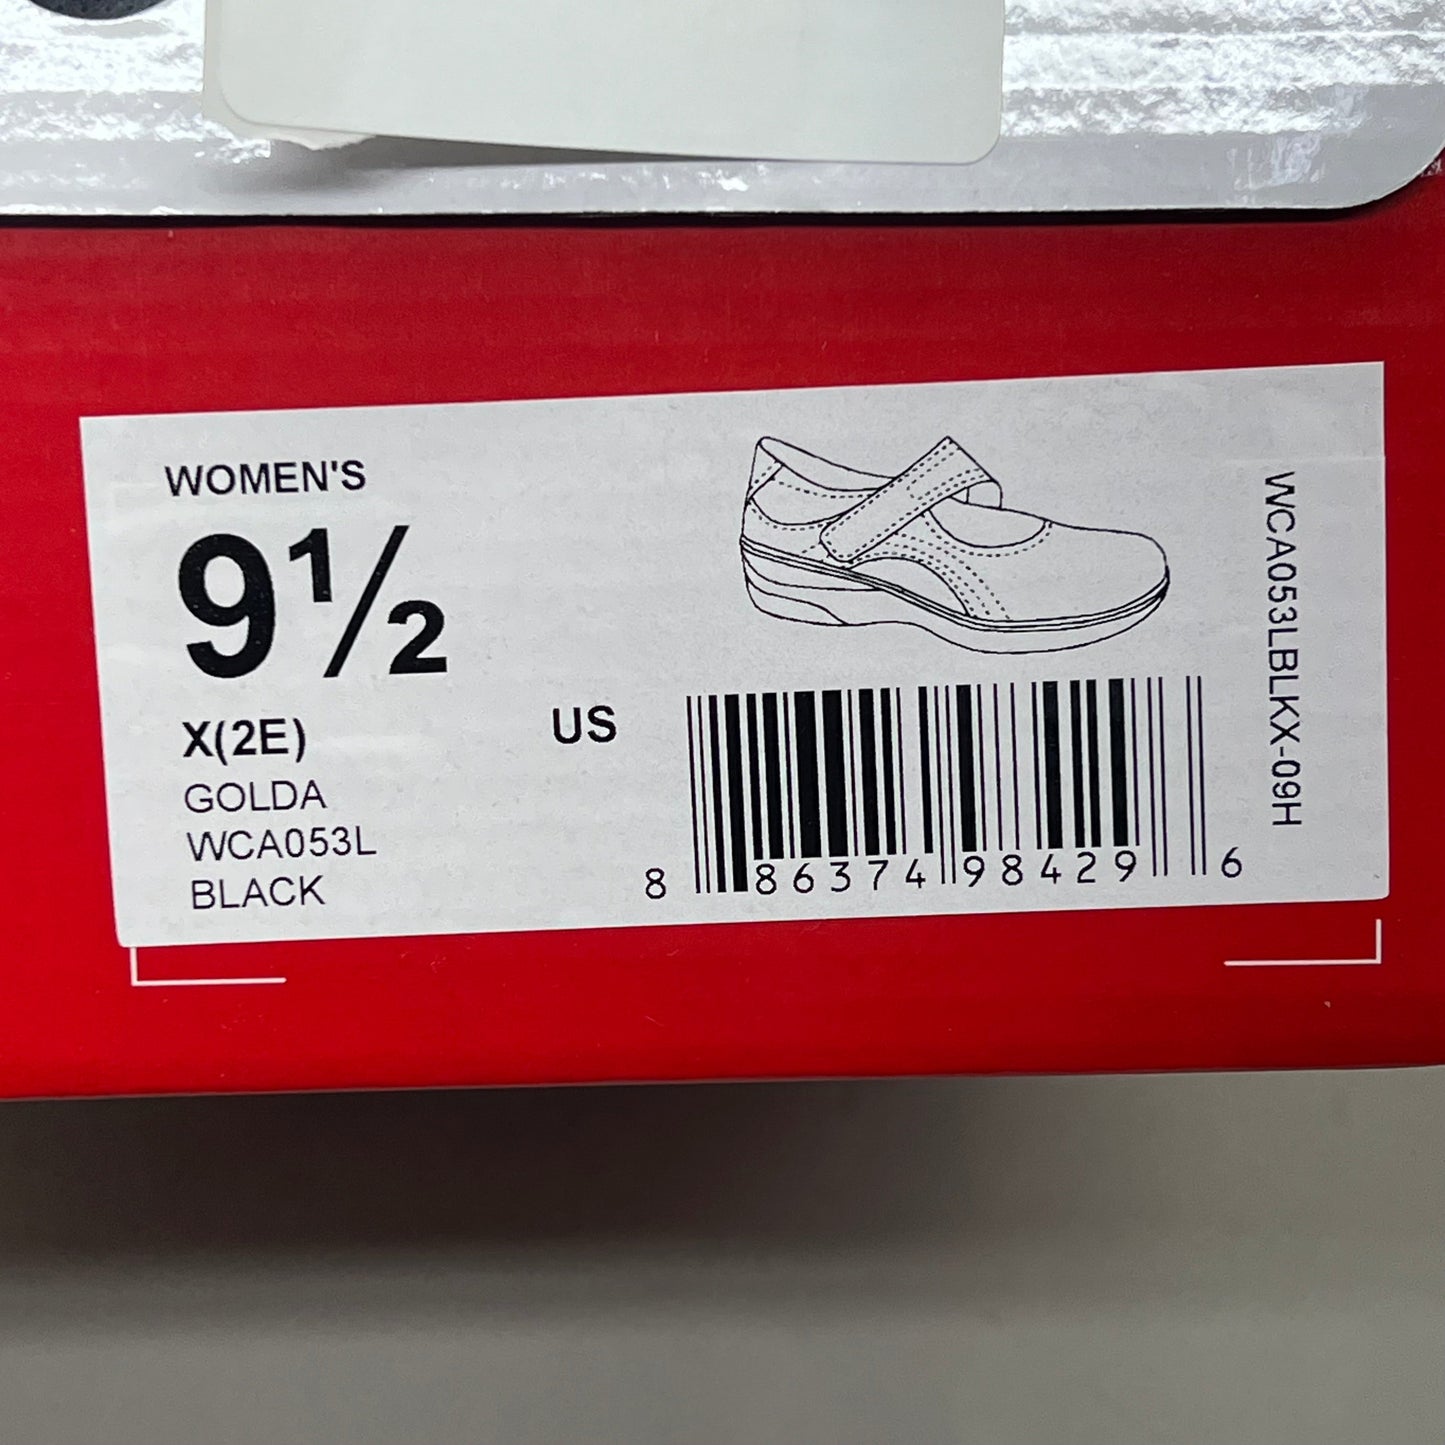 WOMEN'S
9½
X(2E)
US
GOLDA
WCA053L
BLACK
8 86374 98429 6
WCA053LBLKX-09H